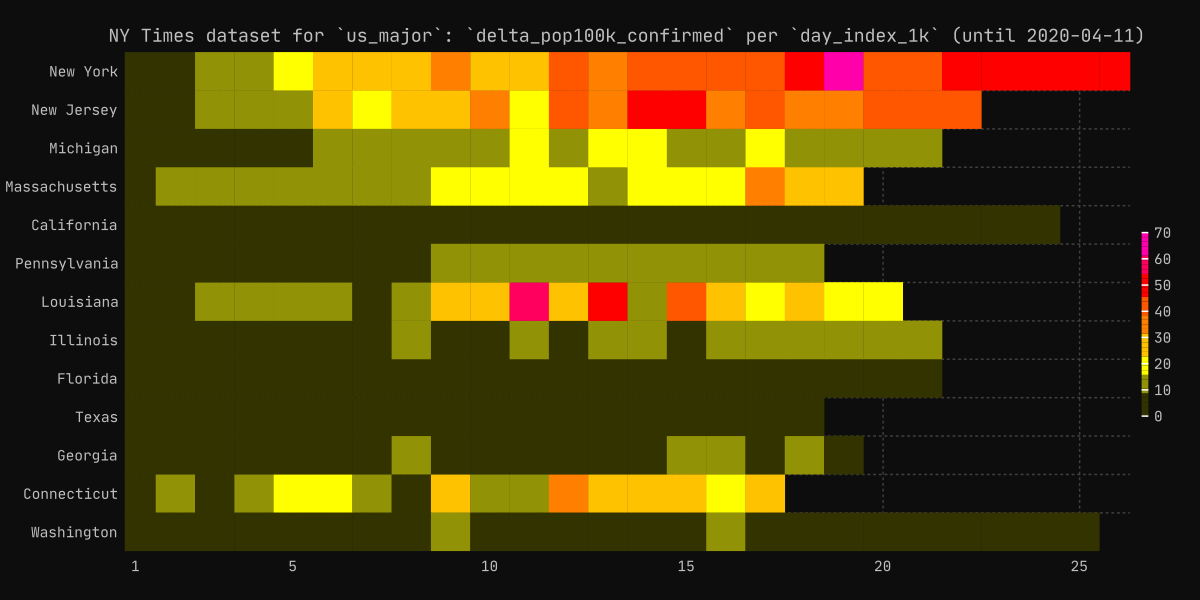 NY Times dataset for `us_major`: `delta_pop100k_confirmed` per `day_index_1k` (until 2020-04-11)
New York
New Jersey
Michigan
Massachusetts
California
Pennsylvania
Louisiana
Illinois
Florida
Texas
Georgia
Connecticut
Washington
1 5 10 15 20 25
70
60
50
40
30
20
10
0